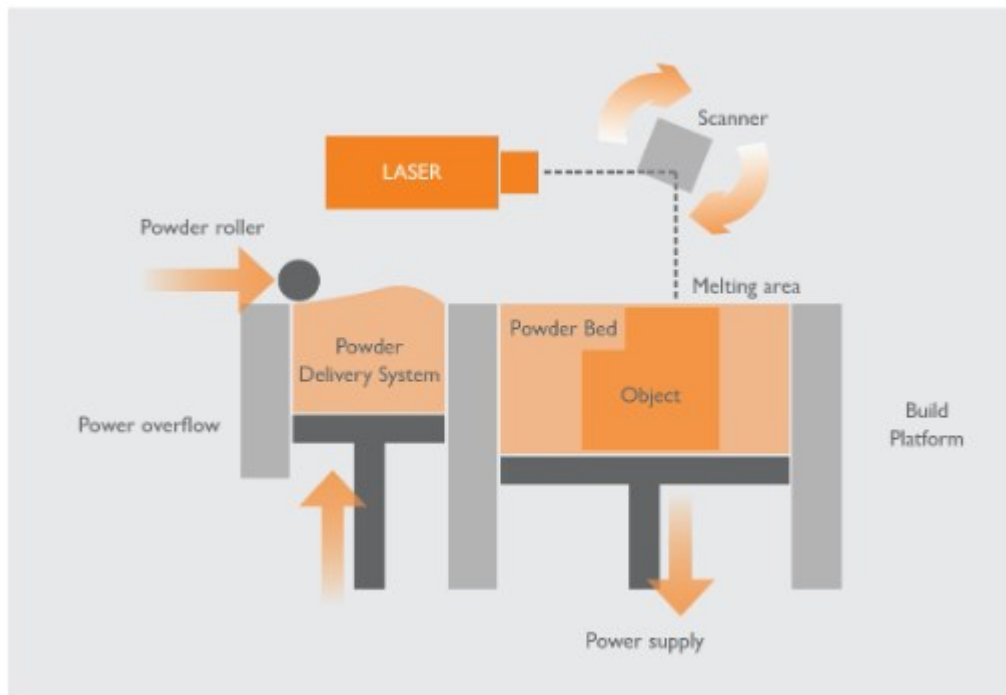 Scanner
LASER
Powder roller
Melting area
Powder Bed
Powder
Delivery System
Object
Power overflow
Build
Platform
Power supply